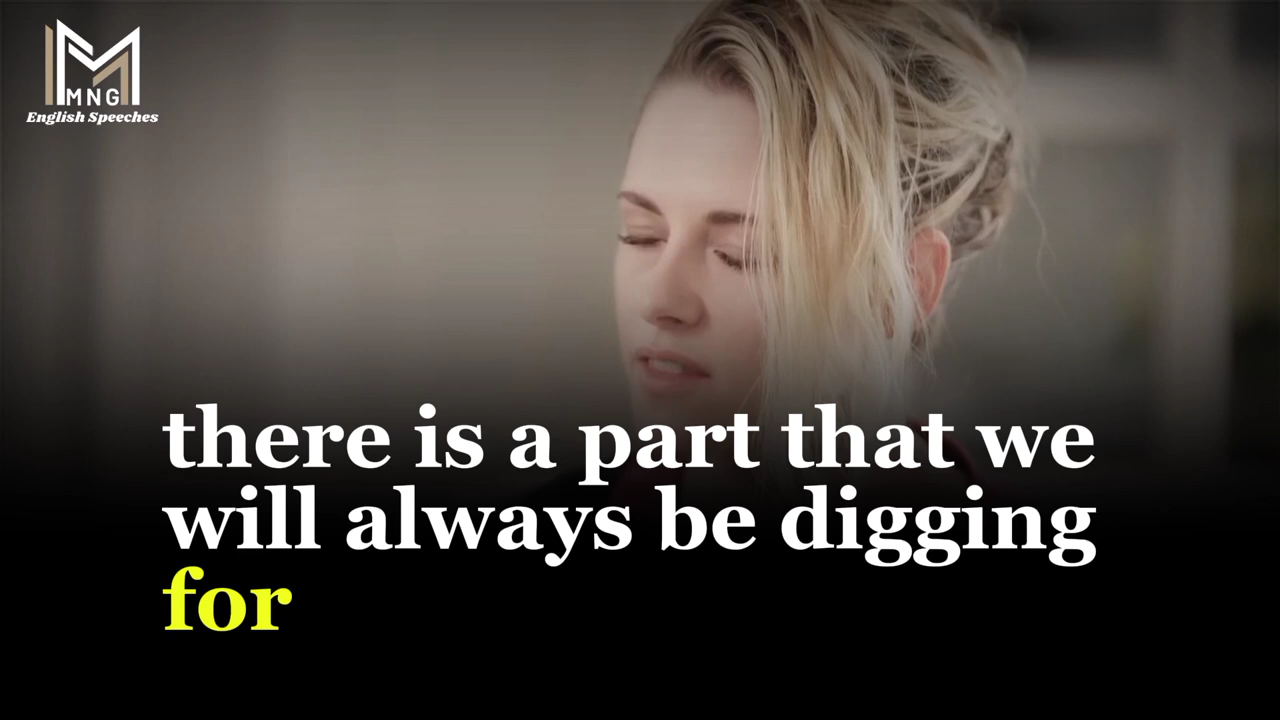 MNG
English Speeches
there is a part that we
will always be digging
for